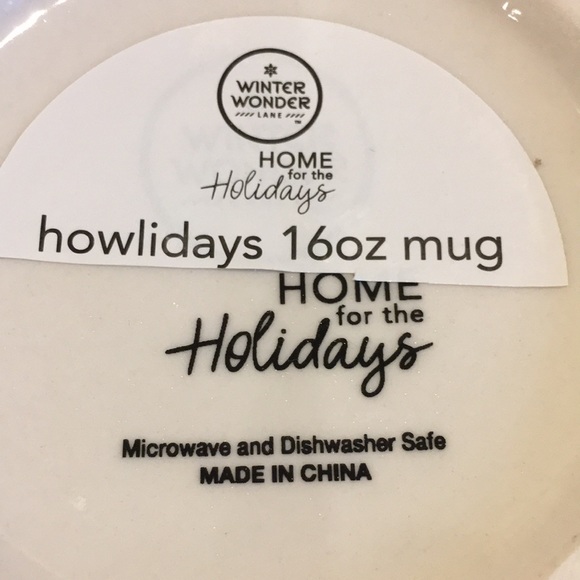 WINTER
WONDER
LANE
TM
HOME
for the
Holidays
howlidays 16oz mug
HOME
for the
Holidays
Microwave and Dishwasher Safe
MADE IN CHINA